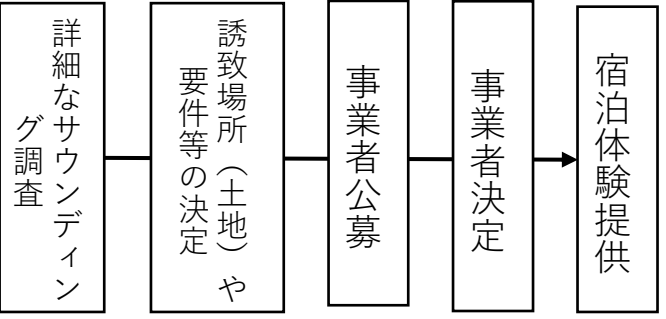 詳細なサウンディン
グ調査
誘致場所（土地）や
要件等の決定
事業者公募
事業者決定
宿泊体験提供